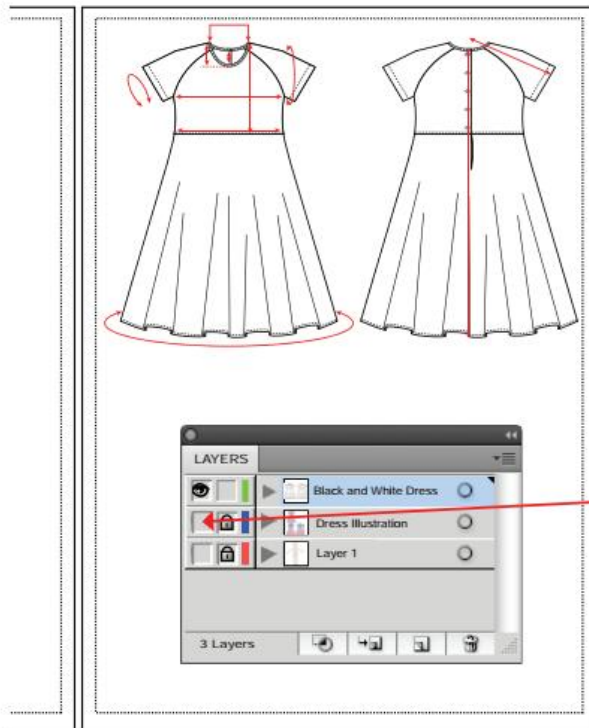 LAYERS
Black and White Dress
Dress Illustration
Layer 1
3 Layers